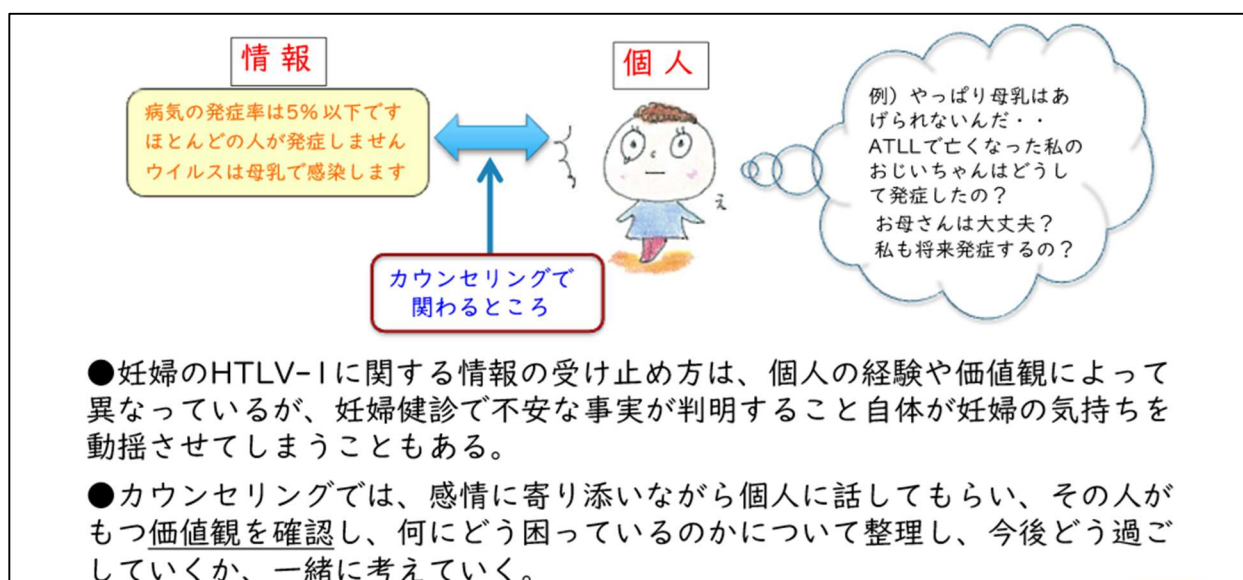 情 報
病気の発症率は5% 以下です
ほとんどの人が発症しません
ウイルスは母乳で感染します
個 人
え
例）やっぱり母乳はあ
げられないんだ・・
ATLLで亡くなった私の
おじいちゃんはどうし
て発症したの？
お母さんは大丈夫？
私も将来発症するの？
カウンセリングで
関わるところ
●妊婦のHTLV-1に関する情報の受け止め方は、個人の経験や価値観によって
異なっているが、妊婦健診で不安な事実が判明すること自体が妊婦の気持ちを
動揺させてしまうこともある。
●カウンセリングでは、感情に寄り添いながら個人に話してもらい、その人が
もつ価値観を確認し、何にどう困っているのかについて整理し、今後どう過ご
していくか、一緒に考えていく。